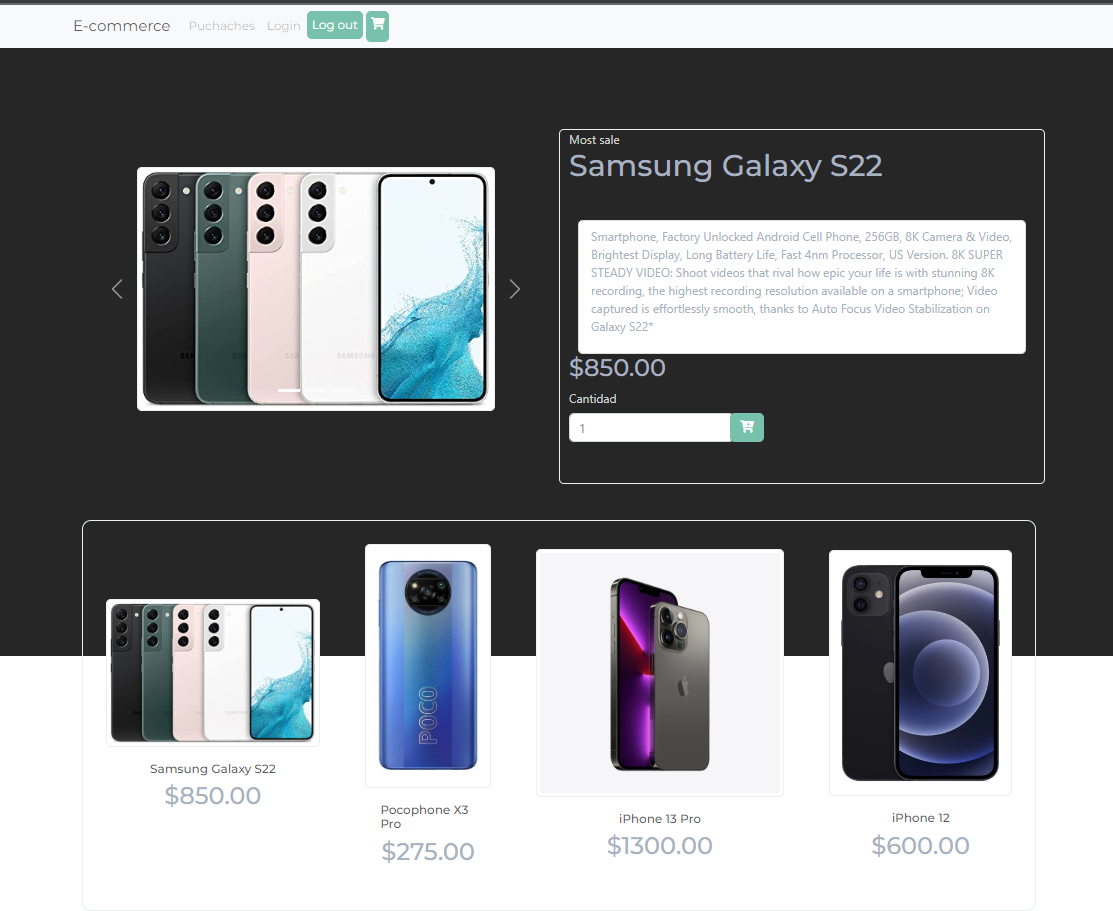 E-commerce Puchaches Login Log out
Most sale
Samsung Galaxy S22
Smartphone, Factory Unlocked Android Cell Phone, 256GB, 8K Camera & Video,
Brightest Display, Long Battery Life, Fast 4nm Processor, US Version. 8K SUPER
STEADY VIDEO: Shoot videos that rival how epic your life is with stunning 8K
recording, the highest recording resolution available on a smartphone; Video
captured is effortlessly smooth, thanks to Auto Focus Video Stabilization on
Galaxy S22*
$850.00
Cantidad
1
SAMSUNG
POCO
Samsung Galaxy S22
$850.00
Pocophone X3
Pro
$275.00
iPhone 13 Pro
$1300.00
iPhone 12
$600.00